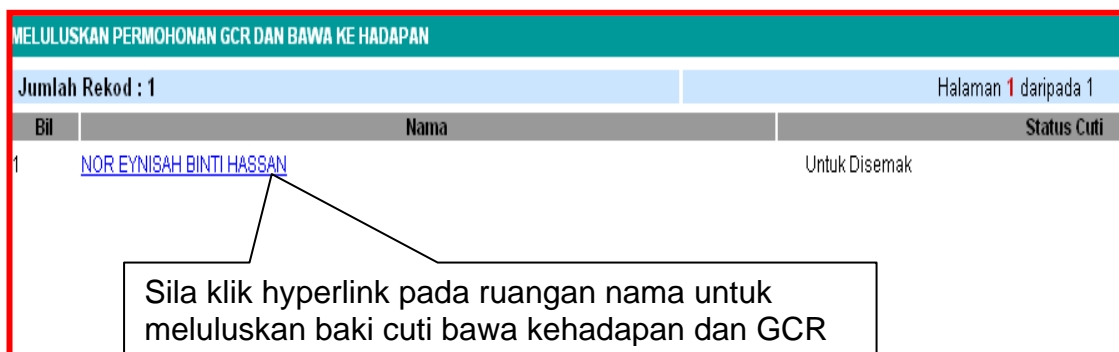 MELULUSKAN PERMOHONAN GCR DAN BAWA KE HADAPAN
Jumlah Rekod : 1 Halaman 1 daripada 1
Bil Nama Status Cuti
1 NOR EYNISAH BINTI HASSAN Untuk Disemak
Sila klik hyperlink pada ruangan nama untuk
meluluskan baki cuti bawa kehadapan dan GCR